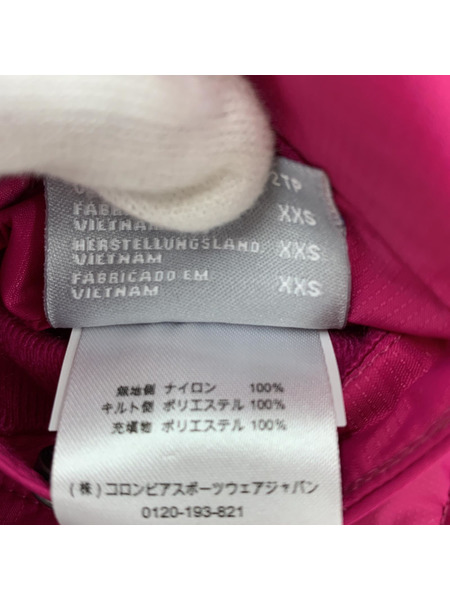 2TP
FABR
VIETNAM XXS
HERSTELLUNGSLAND.
VIETNAM XXS
FABRICADO EM
VIETNAM XXS
無地側 ナイロン 100%
キルト側 ポリエステル 100%
充填物 ポリエステル 100%
(株)コロンビアスポーツウェアジャパン
0120-193-821